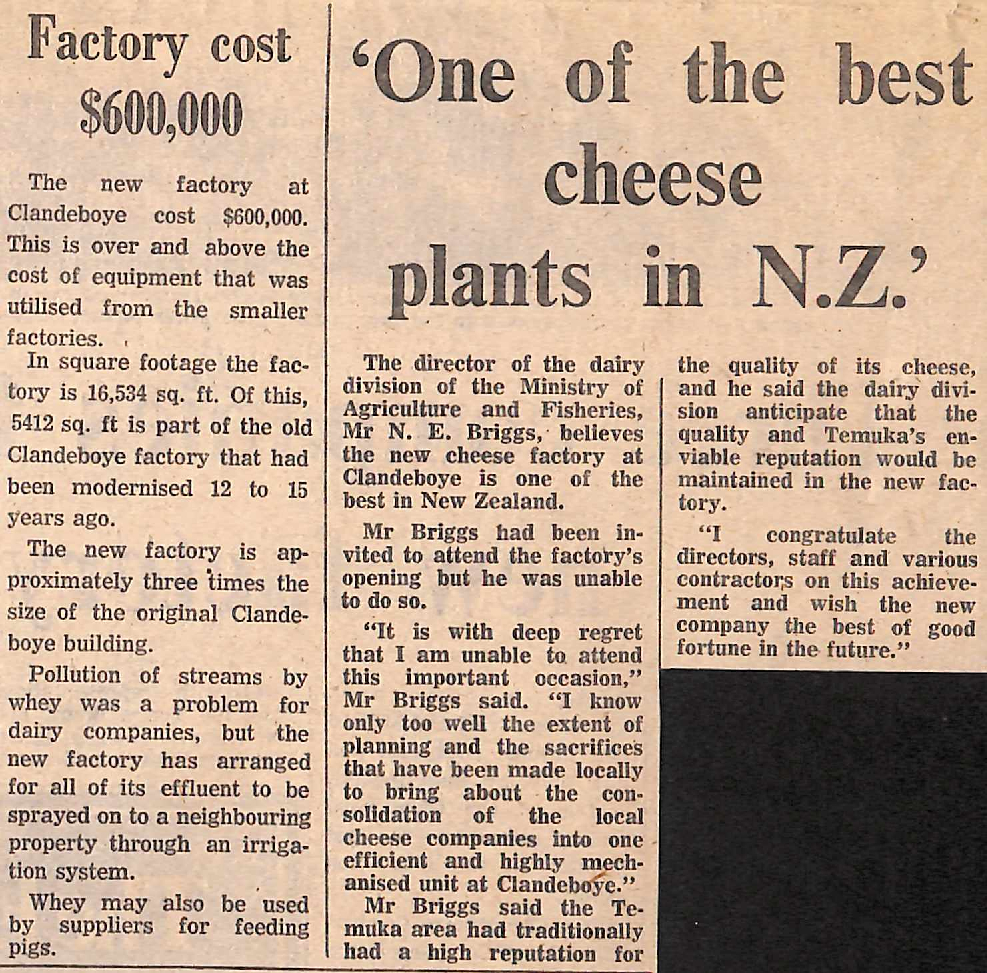 Factory cost
$600,000
The new factory at
Clandeboye cost $600,000.
This is over and above the
cost of equipment that was
utilised from the smaller
factories.
In square footage the fac-
tory is 16,534 sq. ft. Of this,
5412 sq. ft is part of the old
Clandeboye factory that had
been modernised 12 to 15
years ago.
The new factory is ap-
proximately three times the
size of the original Clande-
boye building.
Pollution of streams by
whey was a problem for
dairy companies, but the
new factory has arranged
for all of its effluent to be
sprayed on to a neighbouring
property through an irriga-
tion system.
Whey may also be used
by suppliers for feeding
pigs.
‘One of the best
cheese
plants in N.Z.’
The director of the dairy
division of the Ministry of
Agriculture and Fisheries,
Mr N. E. Briggs, believes
the new cheese factory at
Clandeboye is one of the
best in New Zealand.
Mr Briggs had been in-
vited to attend the factory's
opening but he was unable
to do so.
“It is with deep regret
that I am unable to attend
this important occasion,”
Mr Briggs said. “I know
only too well the extent of
planning and the sacrifices
that have been made locally
to bring about the con-
solidation of the local
cheese companies into one
efficient and highly mech-
anised unit at Clandeboye.”
Mr Briggs said the Te-
muka area had traditionally
had a high reputation for
the quality of its cheese,
and he said the dairy divi-
sion anticipate that the
quality and Temuka's en-
viable reputation would be
maintained in the new fac-
tory.
“I congratulate the
directors, staff and various
contractors on this achieve-
ment and wish the new
company the best of good
fortune in the future.”